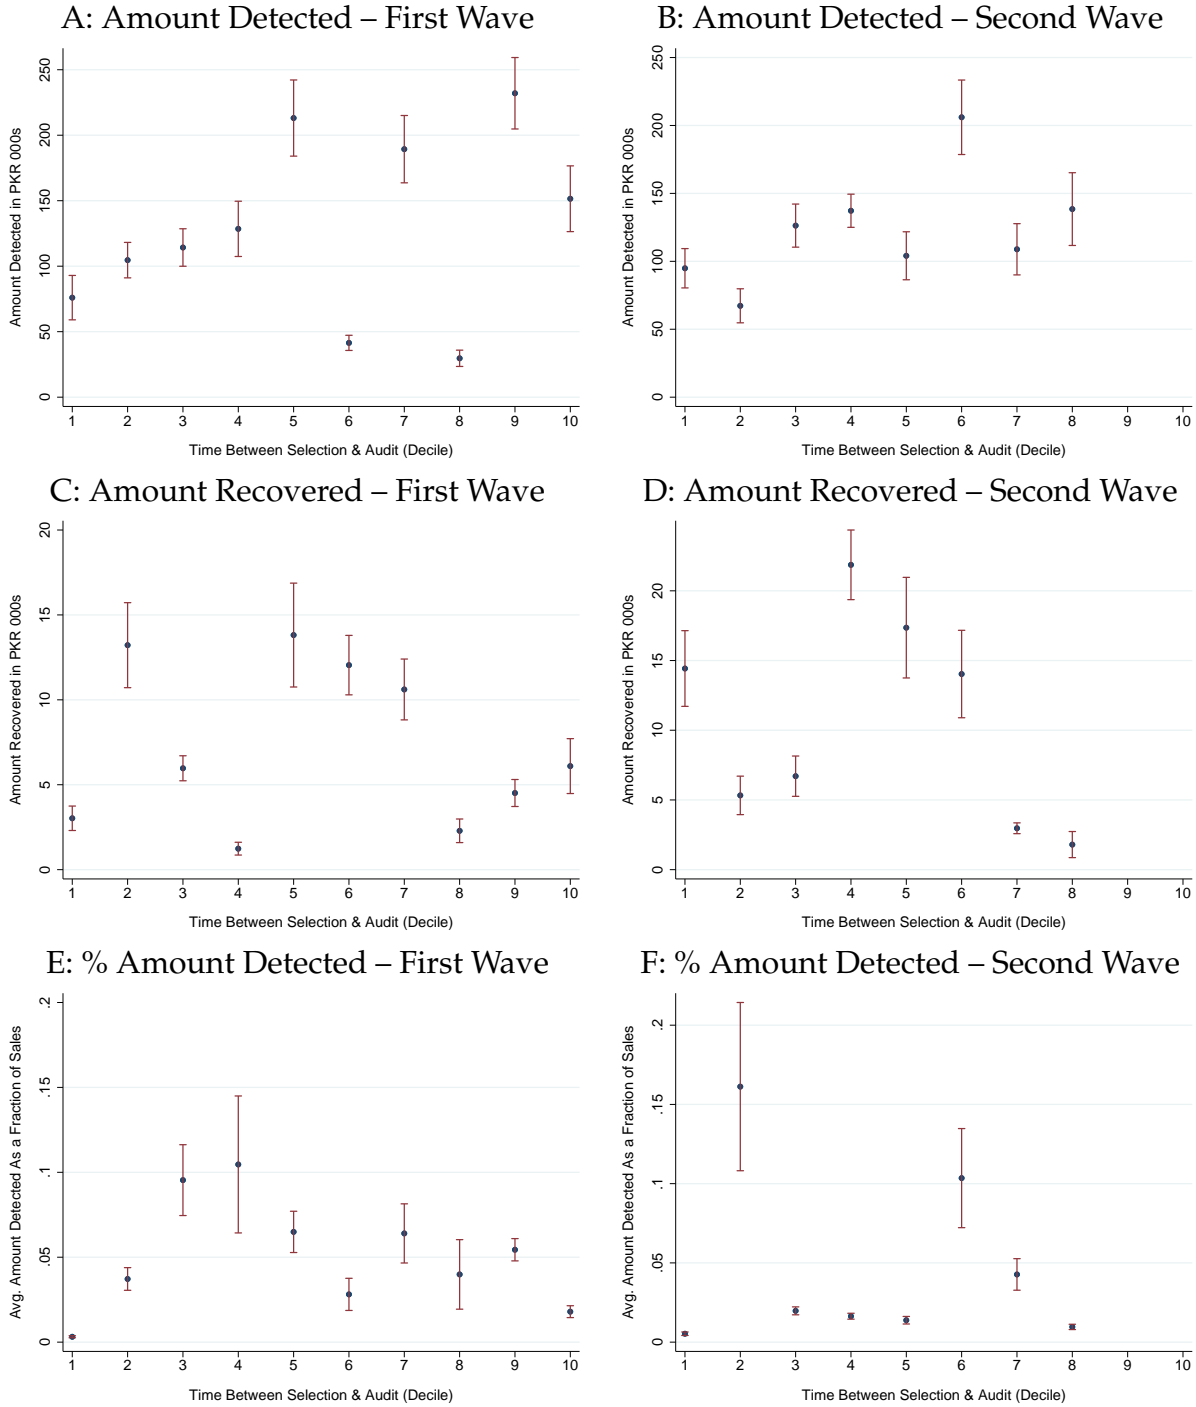 A: Amount Detected – First Wave
Amount Detected in PKR 000s
250
200
150
100
50
0
1 2 3 4 5 6 7 8 9 10
Time Between Selection & Audit (Decile)
B: Amount Detected – Second Wave
Amount Detected in PKR 000s
250
200
150
100
50
0
1 2 3 4 5 6 7 8 9 10
Time Between Selection & Audit (Decile)
C: Amount Recovered – First Wave
Amount Recovered in PKR 000s
20
15
10
5
0
1 2 3 4 5 6 7 8 9 10
Time Between Selection & Audit (Decile)
D: Amount Recovered – Second Wave
Amount Recovered in PKR 000s
20
15
10
5
0
1 2 3 4 5 6 7 8 9 10
Time Between Selection & Audit (Decile)
E: % Amount Detected – First Wave
Avg. Amount Detected As a Fraction of Sales
.2
.15
.1
.05
0
1 2 3 4 5 6 7 8 9 10
Time Between Selection & Audit (Decile)
F: % Amount Detected – Second Wave
Avg. Amount Detected As a Fraction of Sales
.2
.15
.1
.05
0
1 2 3 4 5 6 7 8 9 10
Time Between Selection & Audit (Decile)